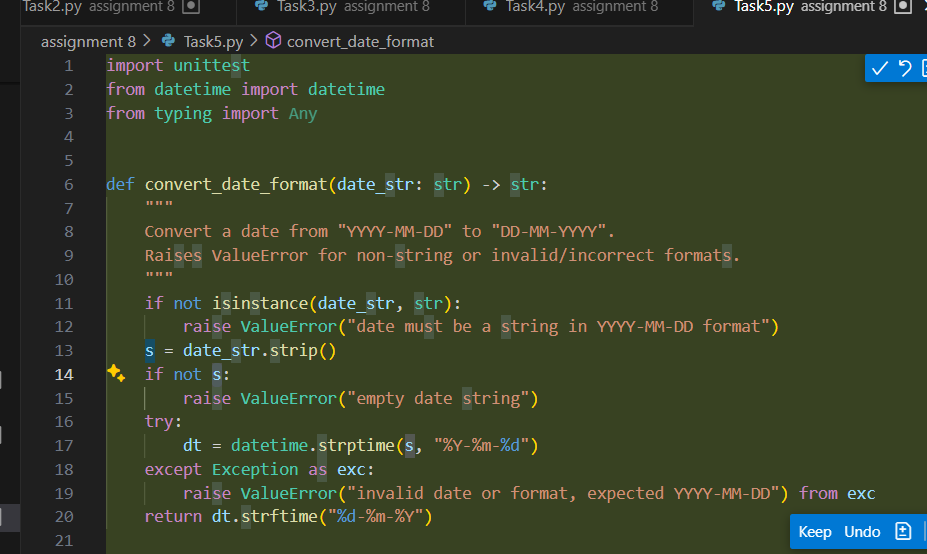 Task2.py assignment 8 Task3.py assignment 8 Task4.py assignment 8 Task5.py assignment 8
assignment 8 > Task5.py > convert_date_format
1 import unittest
2 from datetime import datetime
3 from typing import Any
4
5
6 def convert_date_format(date_str: str) -> str:
7 """
8 Convert a date from "YYYY-MM-DD" to "DD-MM-YYYY".
9 Raises ValueError for non-string or invalid/incorrect formats.
10 """
11 if not isinstance(date_str, str):
12 raise ValueError("date must be a string in YYYY-MM-DD format")
13 s = date_str.strip()
14 if not s:
15 raise ValueError("empty date string")
16 try:
17 dt = datetime.strptime(s, "%Y-%m-%d")
18 except Exception as exc:
19 raise ValueError("invalid date or format, expected YYYY-MM-DD") from exc
20 return dt.strftime("%d-%m-%Y")
21
Keep Undo